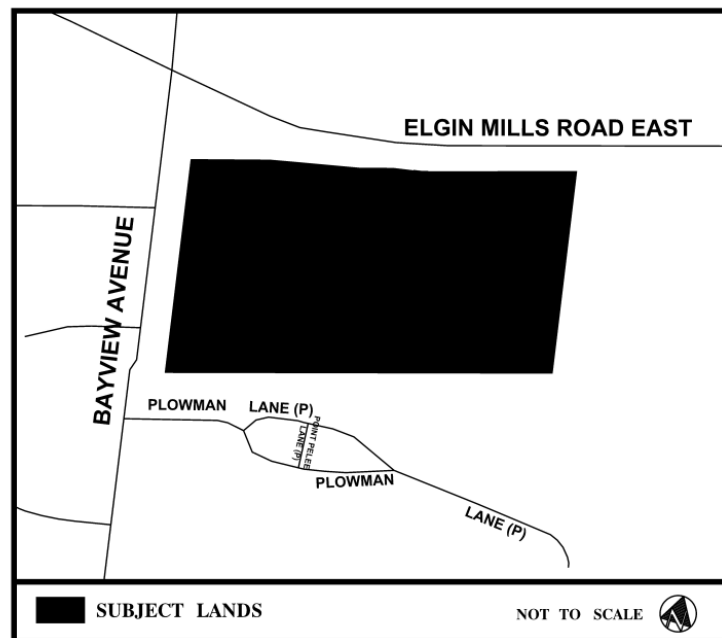 ELGIN MILLS ROAD EAST
BAYVIEW AVENUE
PLOWMAN LANE (P)
POINT PELEE
LANE (P)
PLOWMAN
LANE (P)
SUBJECT LANDS
NOT TO SCALE